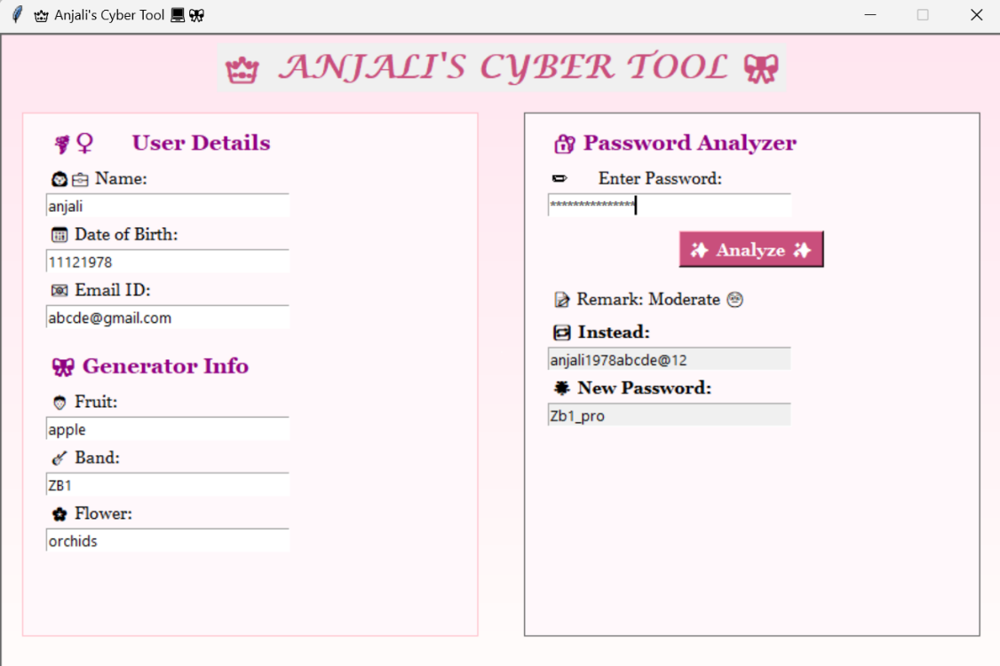 Anjali's Cyber Tool
ANJALI'S CYBER TOOL
User Details
Name:
anjali
Date of Birth:
11121978
Email ID:
abcde@gmail.com
Generator Info
Fruit:
apple
Band:
ZB1
Flower:
orchids
Password Analyzer
Enter Password:
***************
Analyze
Remark: Moderate
Instead:
anjali1978abcde@12
New Password:
Zb1_pro